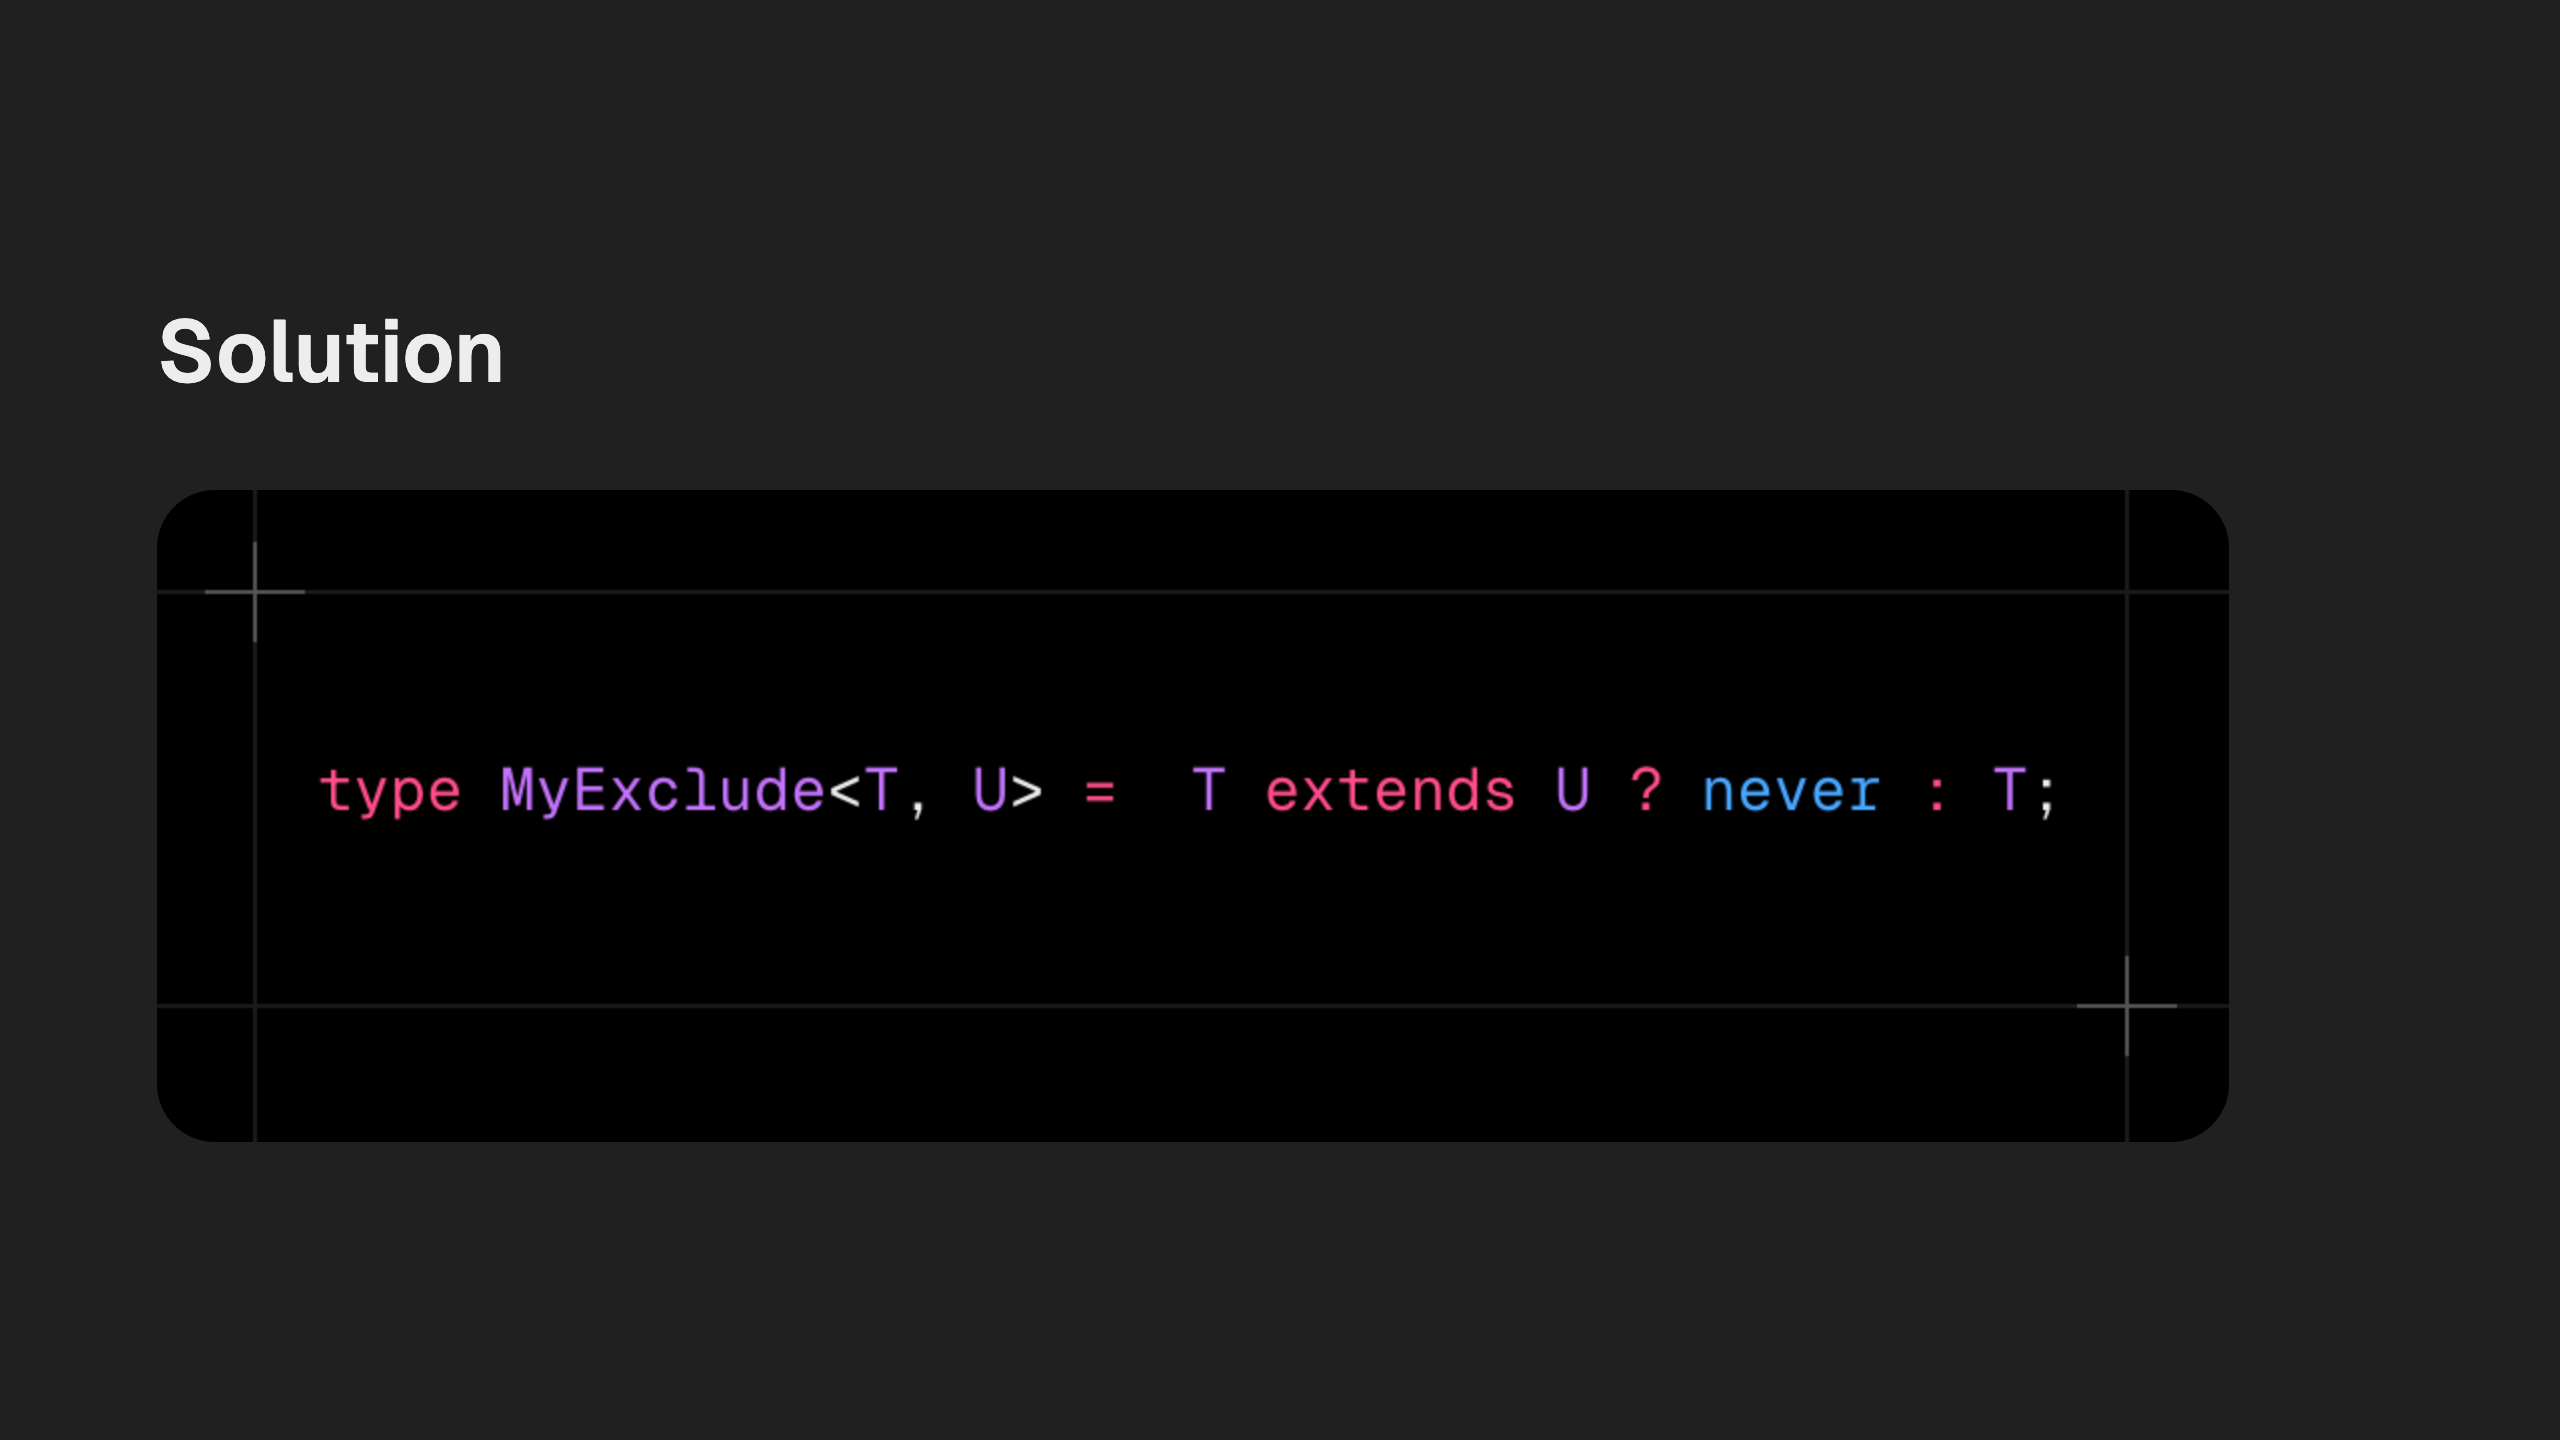 Solution
type MyExclude<T, U> =  T extends U ? never : T;